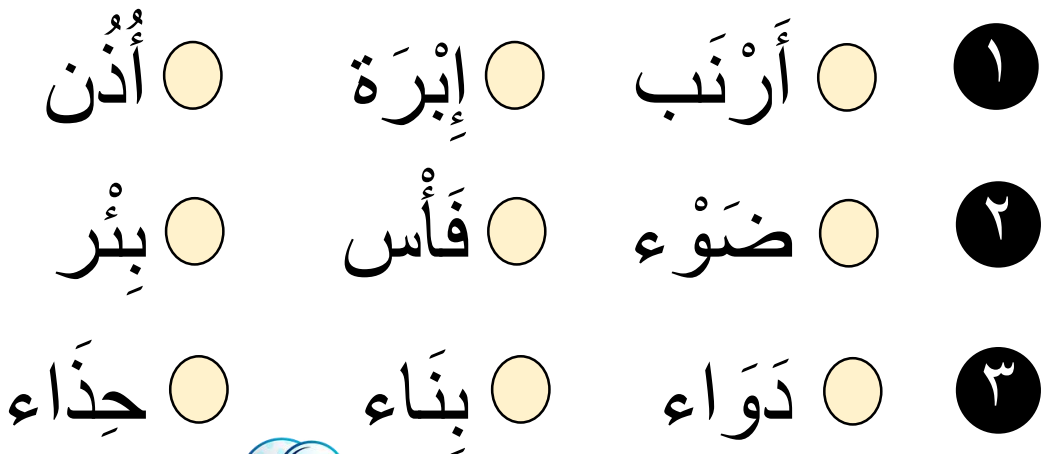 ١ أَرْنَب إِبْرَة أُذُن
٢ ضَوْء فَأْس بِئْر
٣ دَوَاء بِنَاء حِذَاء